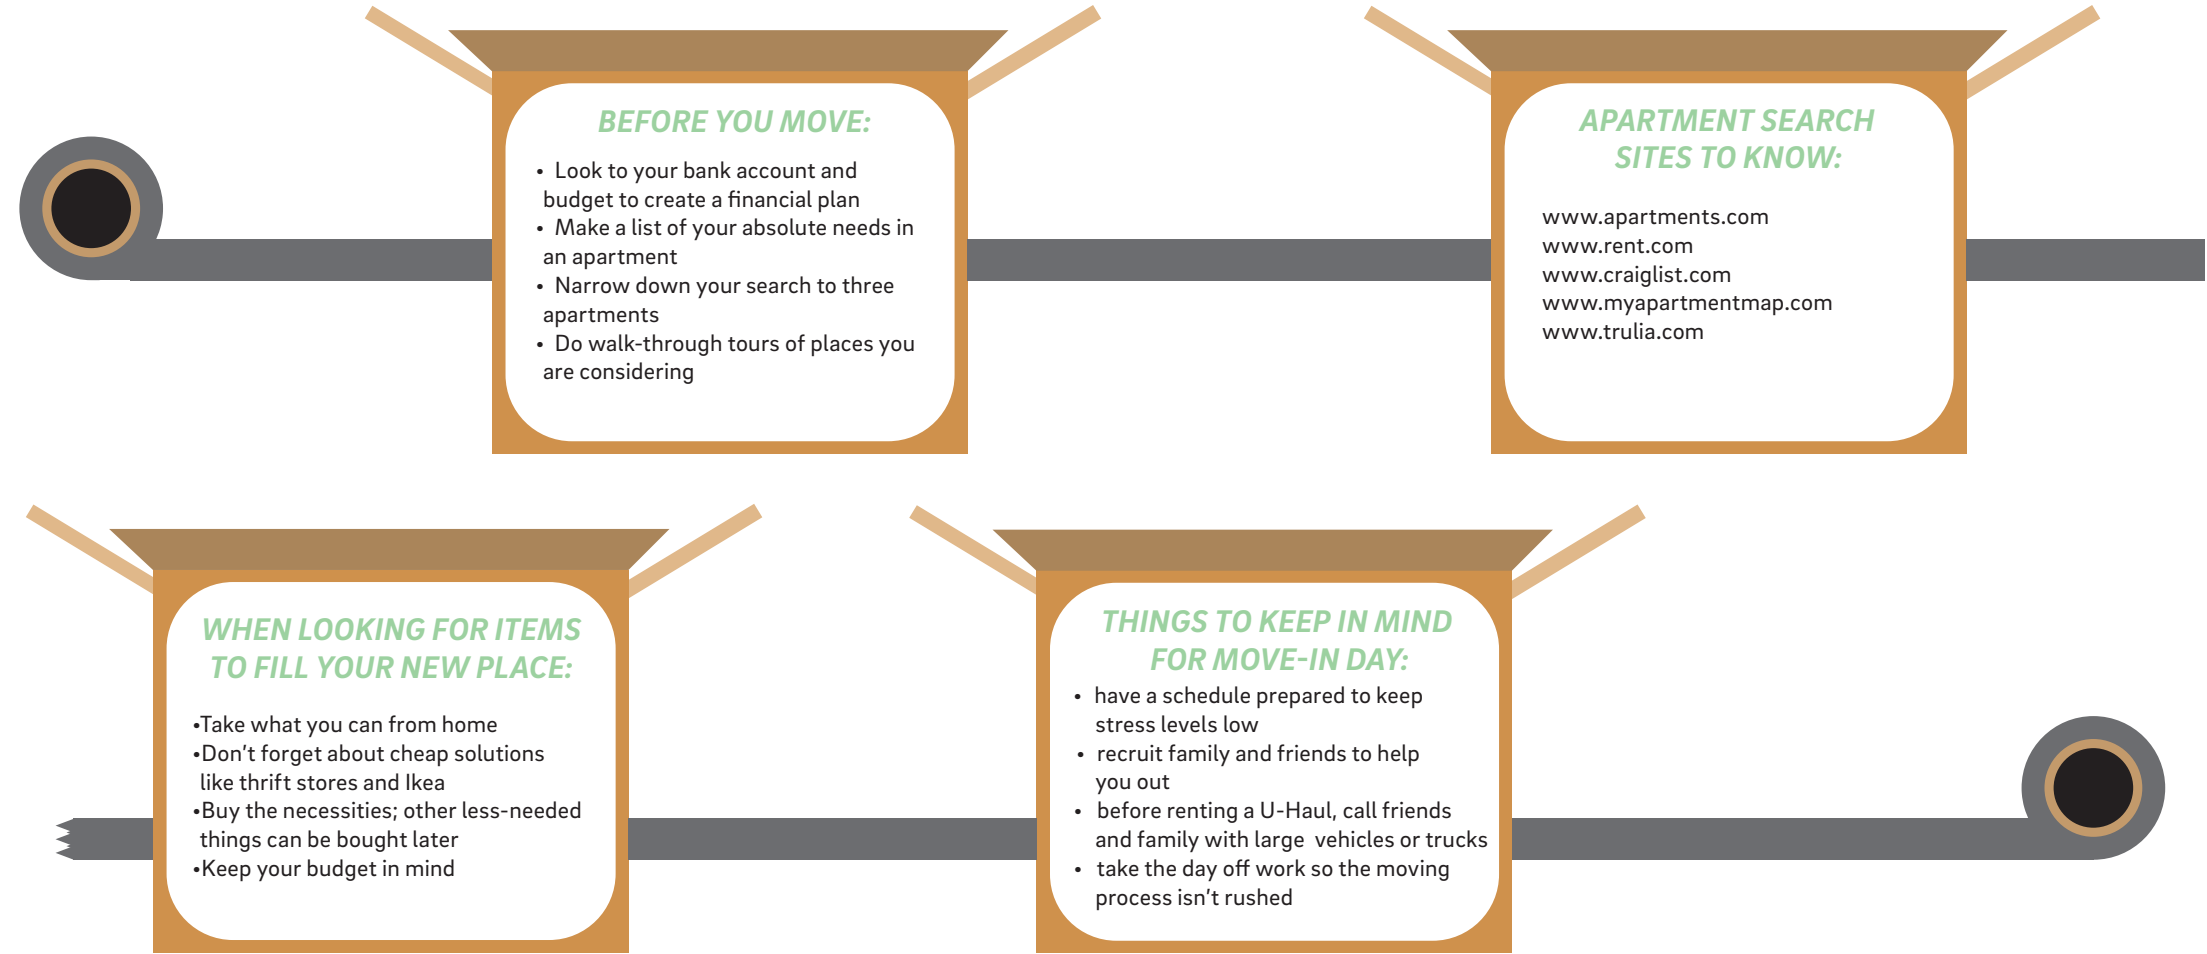 BEFORE YOU MOVE:
• Look to your bank account and
budget to create a financial plan
• Make a list of your absolute needs in
an apartment
• Narrow down your search to three
apartments
• Do walk-through tours of places you
are considering
APARTMENT SEARCH
SITES TO KNOW:
www.apartments.com
www.rent.com
www.craiglist.com
www.myapartmentmap.com
www.trulia.com
WHEN LOOKING FOR ITEMS
TO FILL YOUR NEW PLACE:
•Take what you can from home
•Don't forget about cheap solutions
like thrift stores and Ikea
•Buy the necessities; other less-needed
things can be bought later
•Keep your budget in mind
THINGS TO KEEP IN MIND
FOR MOVE-IN DAY:
• have a schedule prepared to keep
stress levels low
• recruit family and friends to help
you out
• before renting a U-Haul, call friends
and family with large vehicles or trucks
• take the day off work so the moving
process isn't rushed